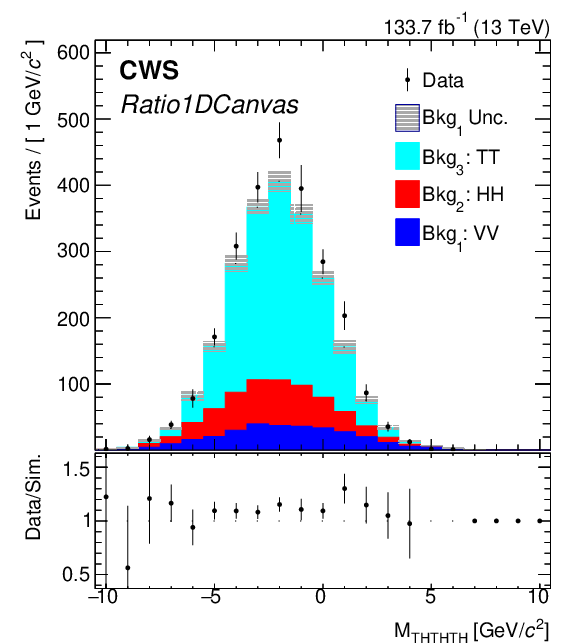 133.7 fb⁻¹ (13 TeV)
CWS
Ratio1DCanvas
Data
Bkg₁ Unc.
Bkg₃: TT
Bkg₂: HH
Bkg₁: VV
Events / [ 1 GeV/c² ]
600
500
400
300
200
100
Data/Sim.
1.5
1
0.5
−10 −5 0 5 10
M_THTHTH [GeV/c²]